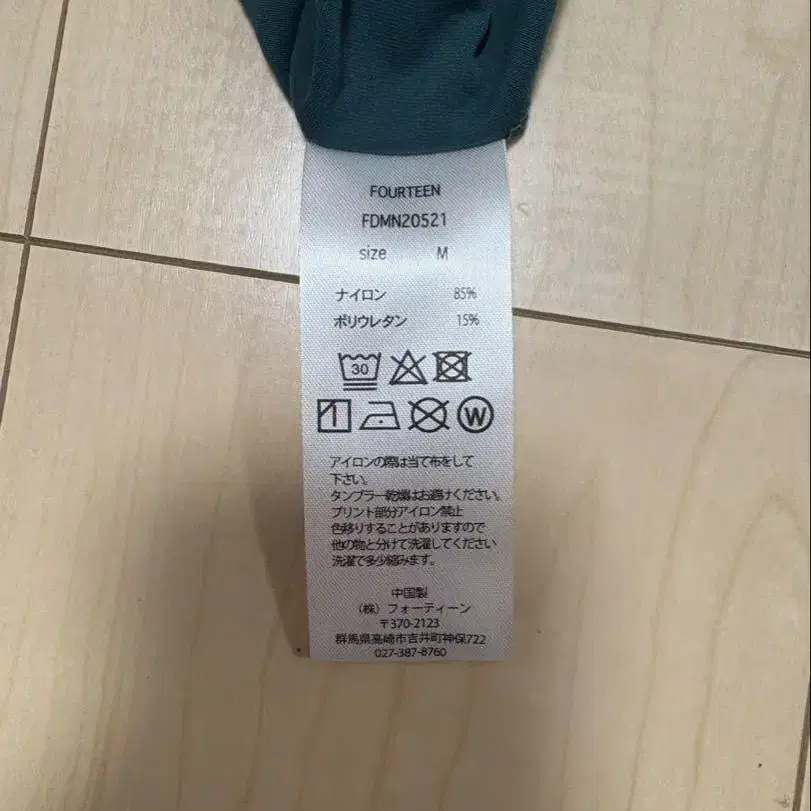 FOURTEEN
FDMN20521
size M
ナイロン 85%
ポリウレタン 15%
30
W
アイロンの際は当て布をして
下さい。
タンブラー乾燥はお避けください。
プリント部分アイロン禁止
色移りすることがありますので
他の物と分けて洗濯してください
洗濯で多少縮みます。
中国製
（株）フォーティーン
〒370-2123
群馬県高崎市吉井町神保722
027-387-8760